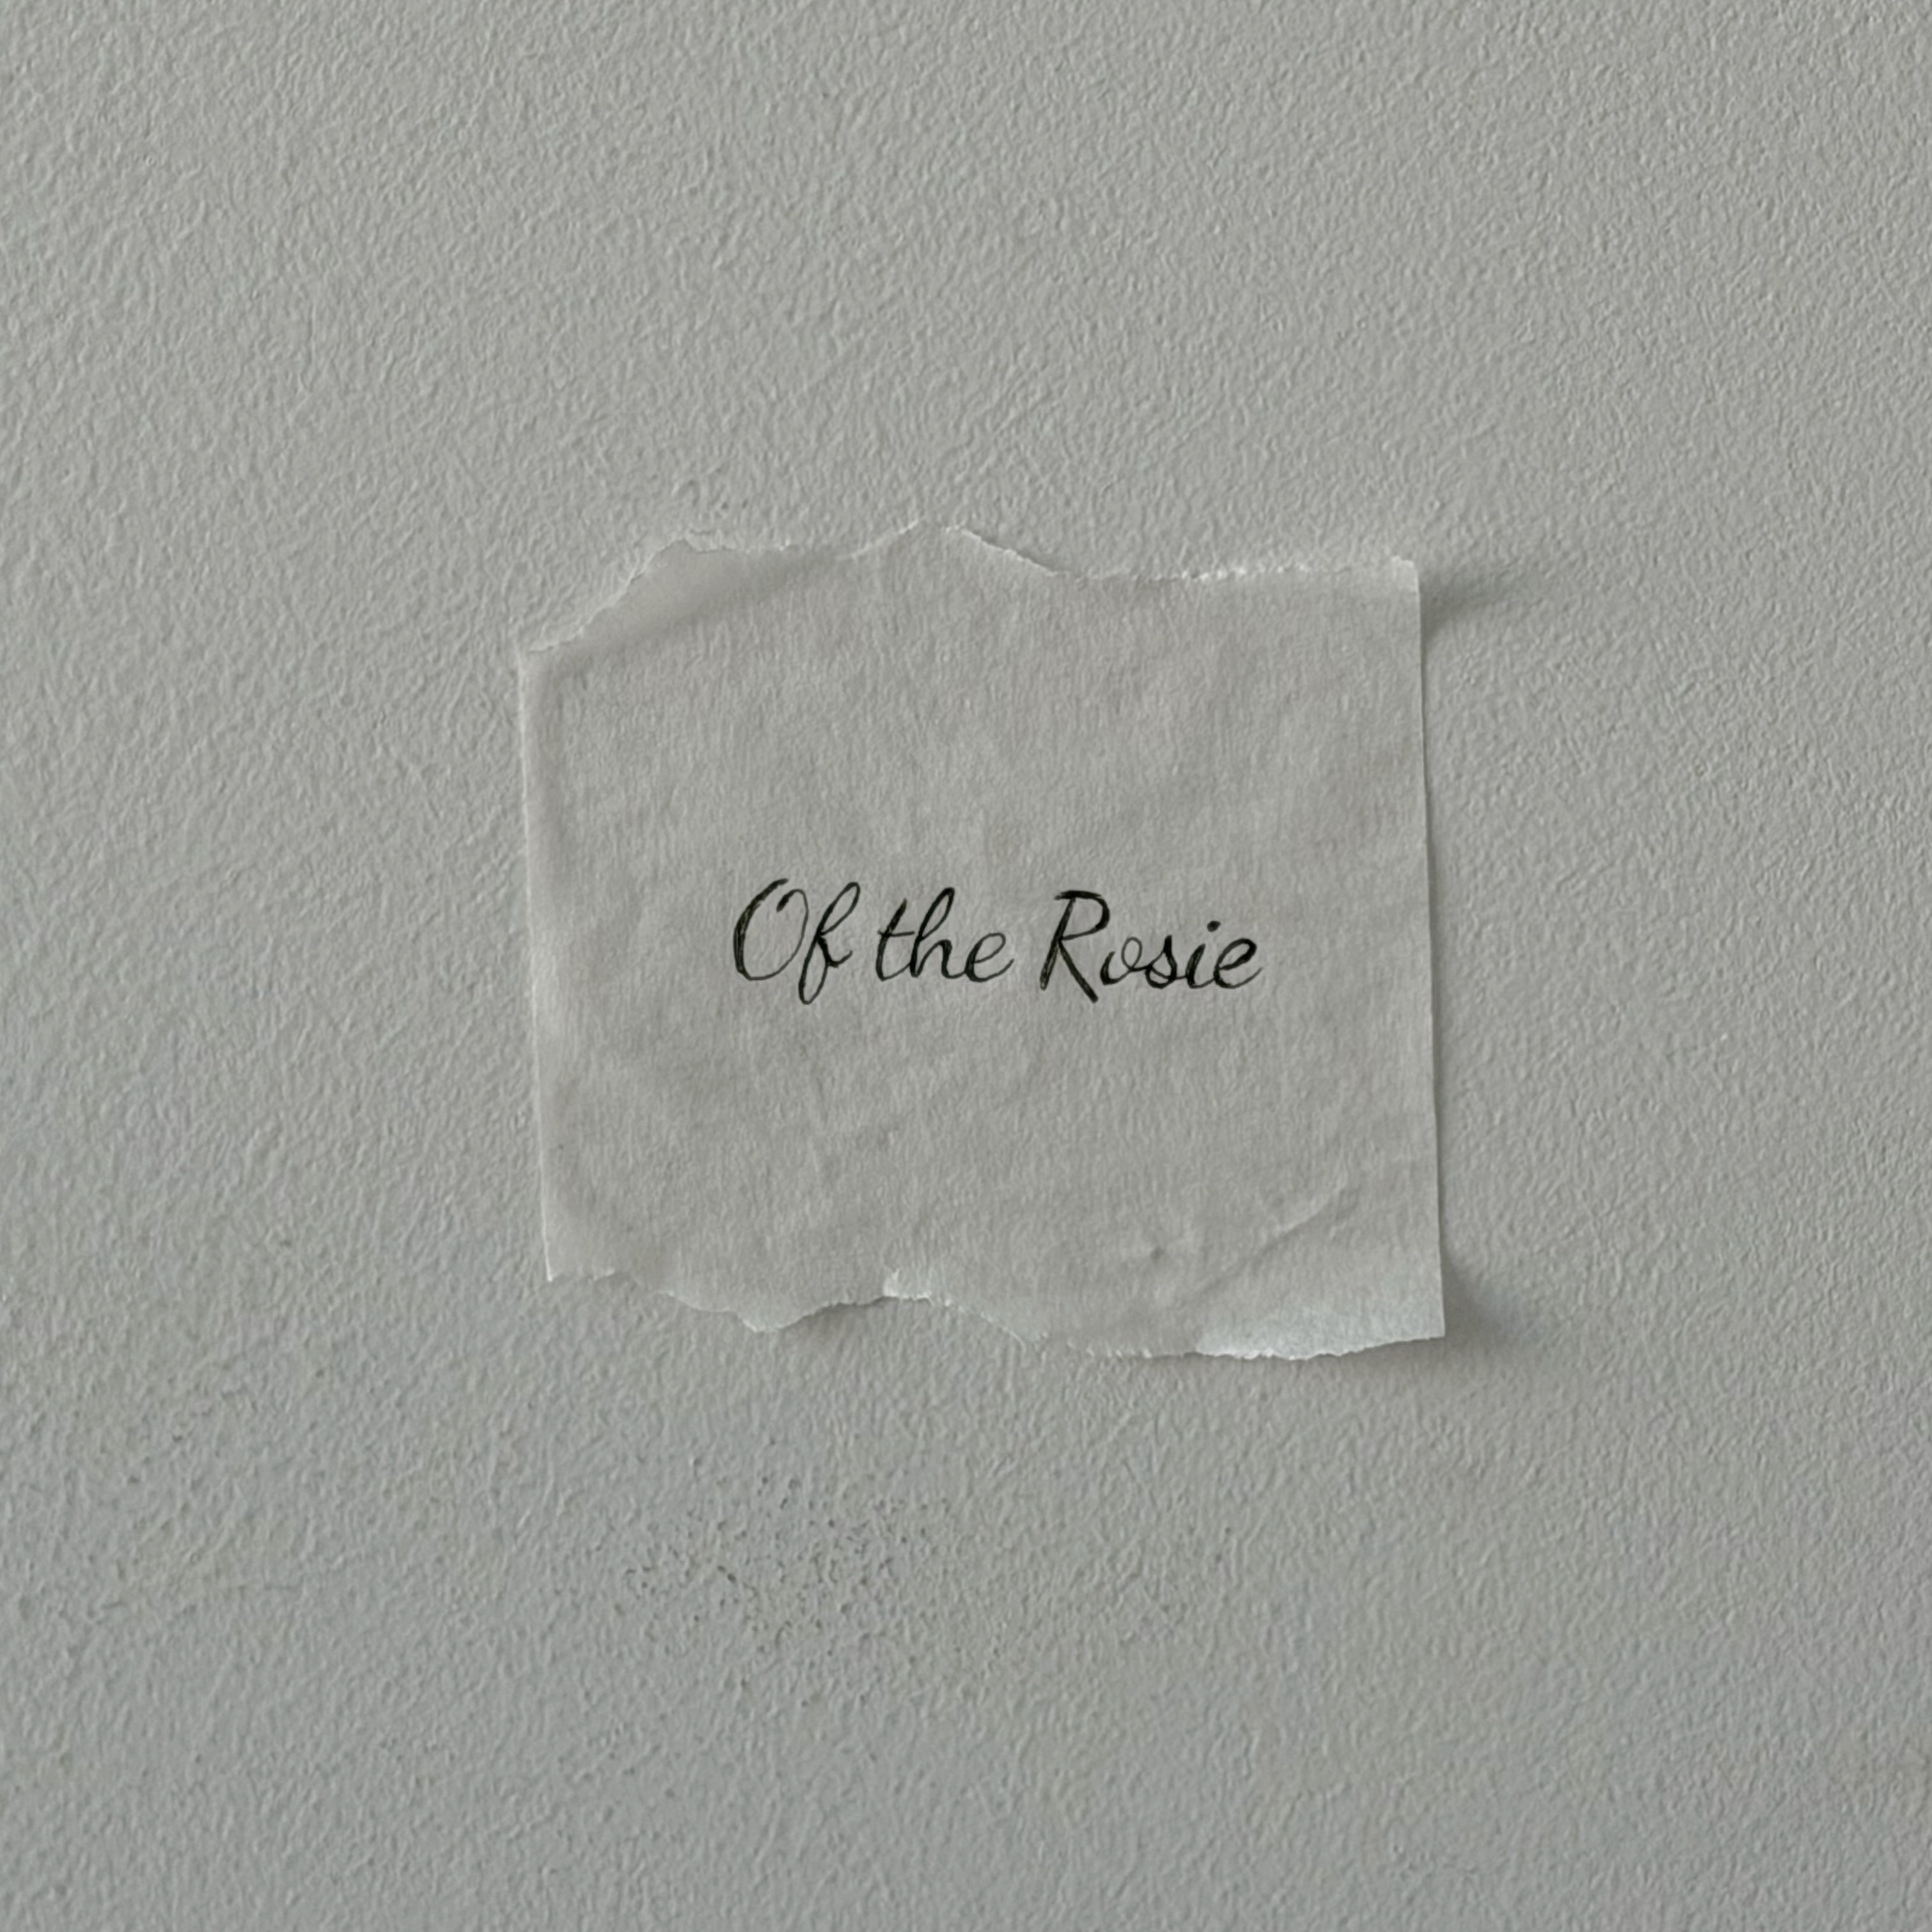 Of the Rosie